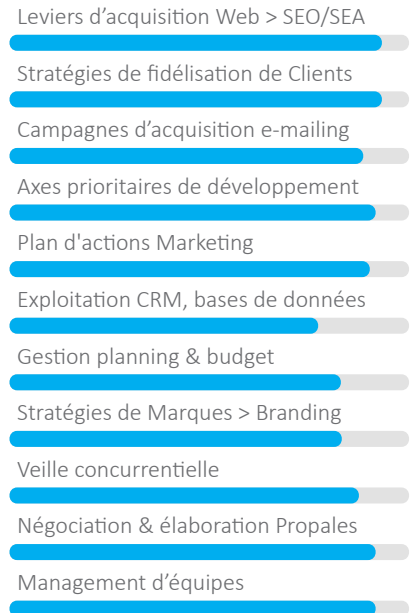 Leviers d’acquisition Web > SEO/SEA
Stratégies de fidélisation de Clients
Campagnes d’acquisition e-mailing
Axes prioritaires de développement
Plan d'actions Marketing
Exploitation CRM, bases de données
Gestion planning & budget
Stratégies de Marques > Branding
Veille concurrentielle
Négociation & élaboration Propales
Management d’équipes